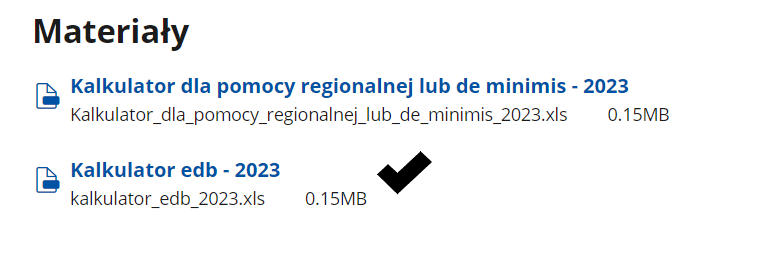 Materiały
Kalkulator dla pomocy regionalnej lub de minimis - 2023
Kalkulator_dla_pomocy_regionalnej_lub_de_minimis_2023.xls 0.15MB
Kalkulator edb - 2023
kalkulator_edb_2023.xls 0.15MB